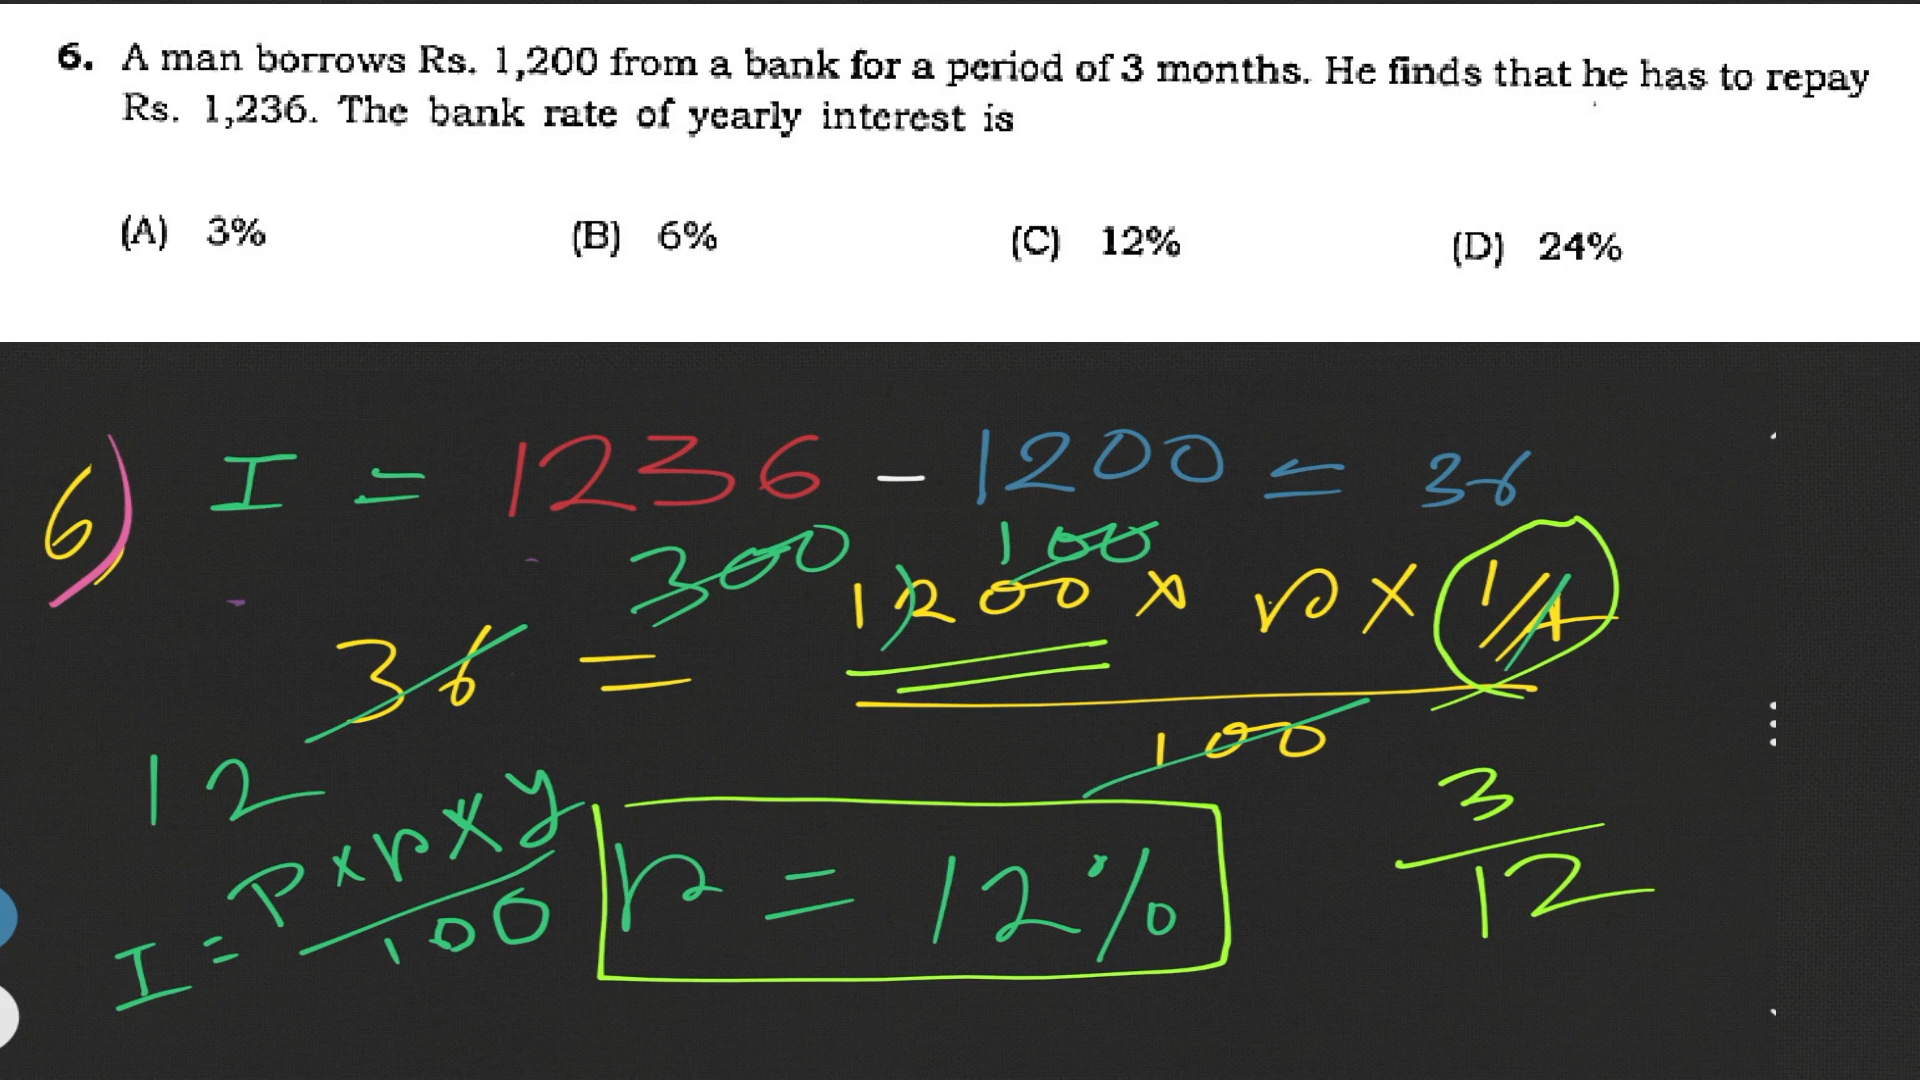 6. A man borrows Rs. 1,200 from a bank for a period of 3 months. He finds that he has to repay
Rs. 1,236. The bank rate of yearly interest is
(A) 3% (B) 6% (C) 12% (D) 24%
6) I = 1236 - 1200 = 36
300 100
36 = 1200 × r × 1/4
100
12
3
12
I = P×r×y
100
r = 12%